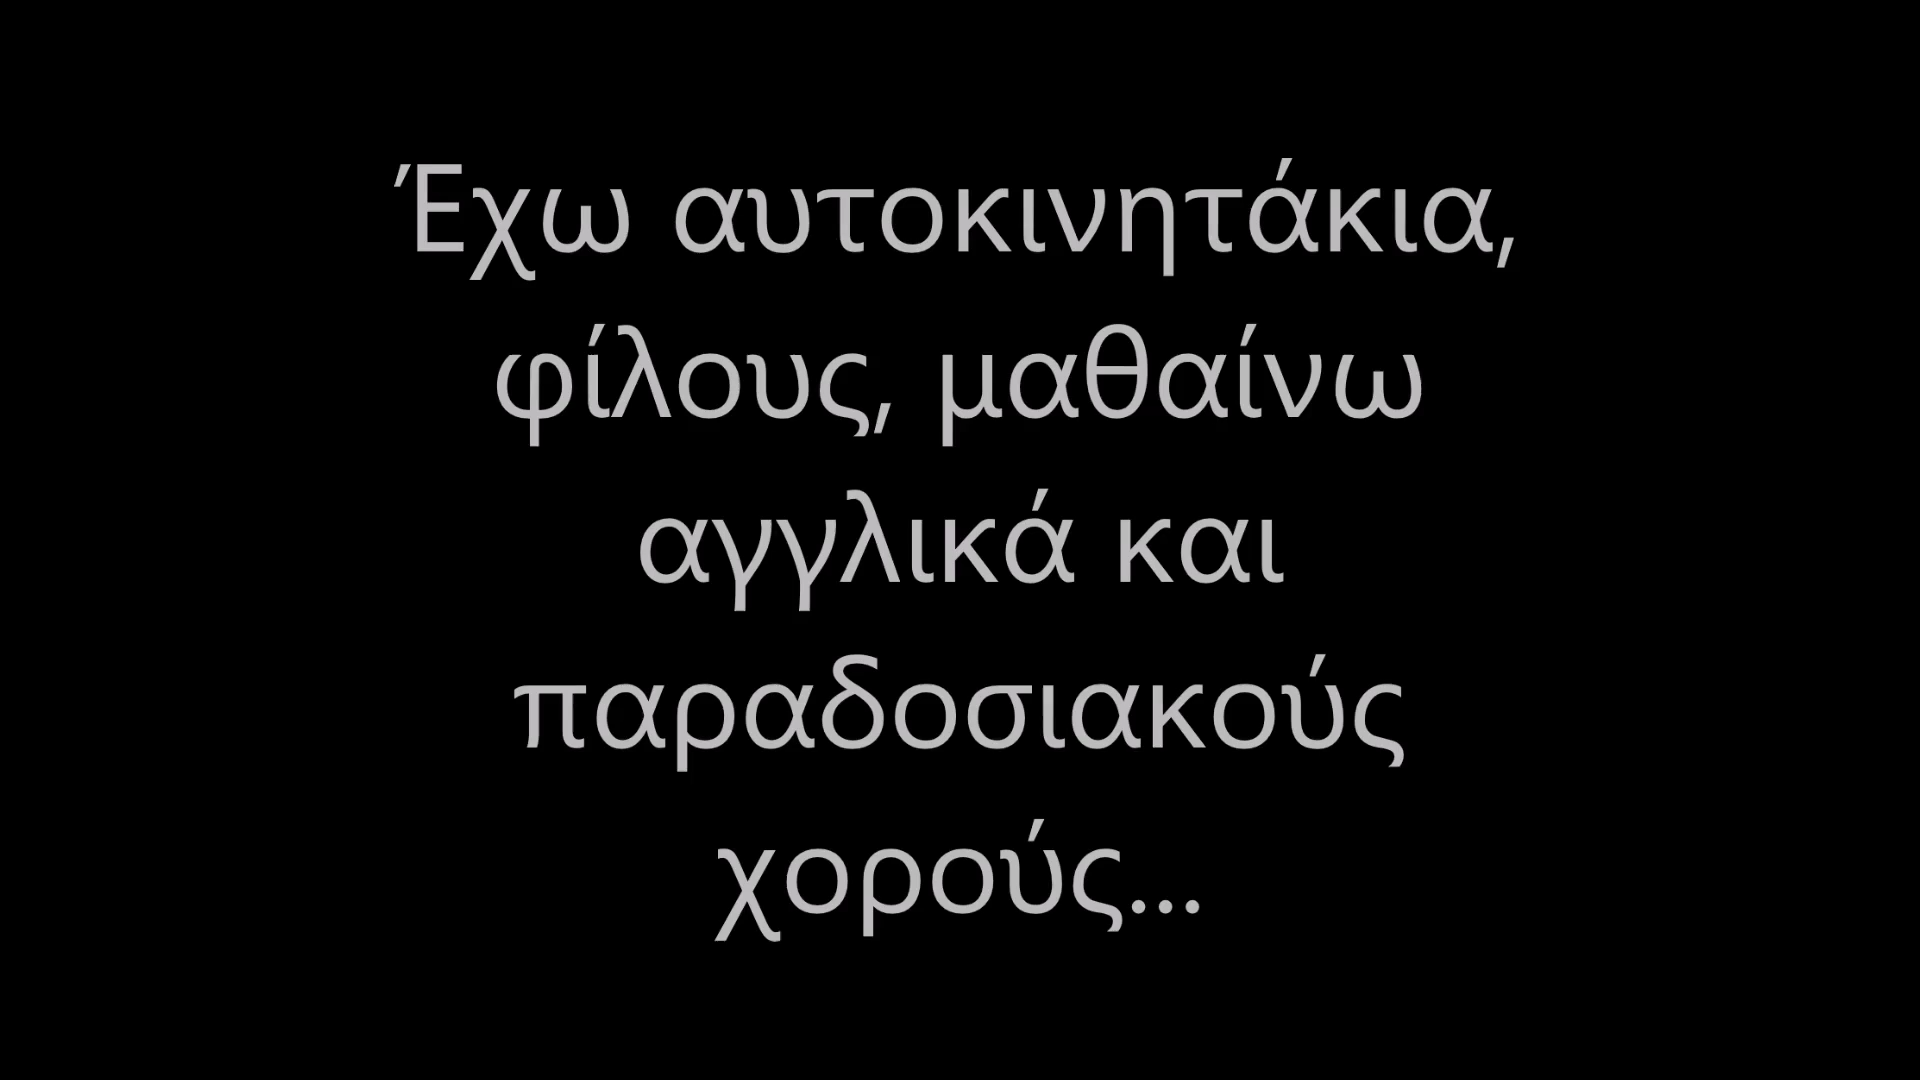 Έχω αυτοκινητάκια,
φίλους, μαθαίνω
αγγλικά και
παραδοσιακούς
χορούς...